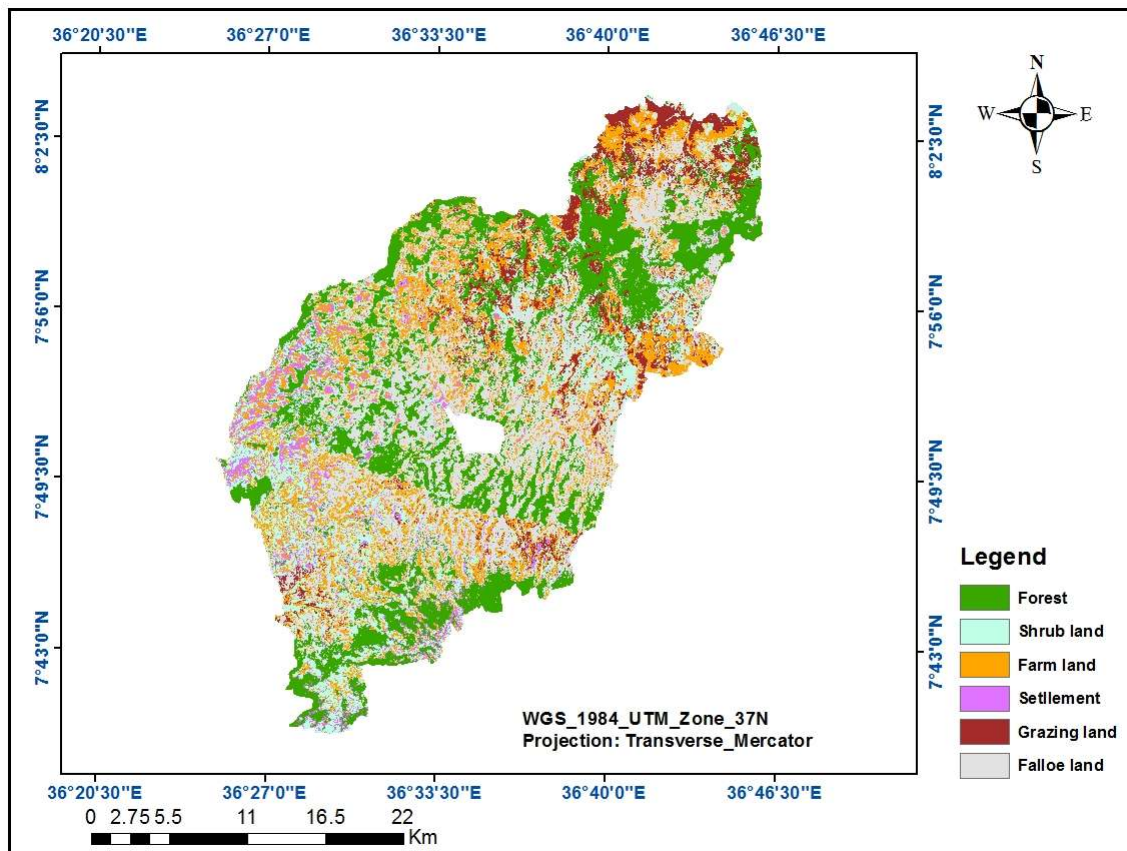 36°20'30"E 36°27'0"E 36°33'30"E 36°40'0"E 36°46'30"E
N
W E
S
8°2'30"N 8°2'30"N
7°56'0"N 7°56'0"N
7°49'30"N 7°49'30"N
7°43'0"N 7°43'0"N
Legend
Forest
Shrub land
Farm land
Setllement
Grazing land
Falloe land
WGS_1984_UTM_Zone_37N
Projection: Transverse_Mercator
36°20'30"E 36°27'0"E 36°33'30"E 36°40'0"E 36°46'30"E
0 2.75 5.5 11 16.5 22
Km